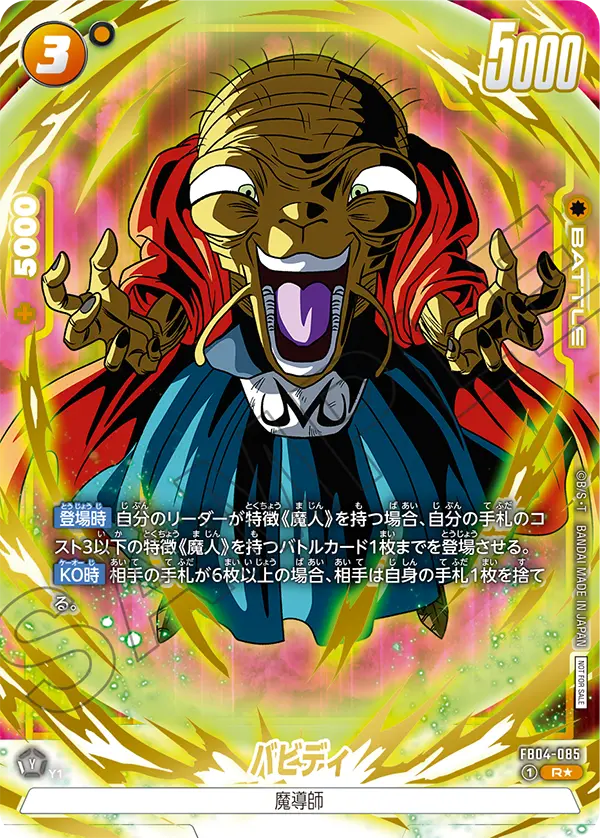 3
5000
+ 5000
BATTLE
登場時 自分のリーダーが特徴《魔人》を持つ場合、自分の手札のコ
スト3以下の特徴《魔人》を持つバトルカード1枚までを登場させる。
KO時 相手の手札が6枚以上の場合、相手は自身の手札1枚を捨て
る。
©B/S・T BANDAI MADE IN JAPAN
NOT FOR SALE
SAMPLE
バビディ
FB04-085
Y Y1
1 R★
魔導師